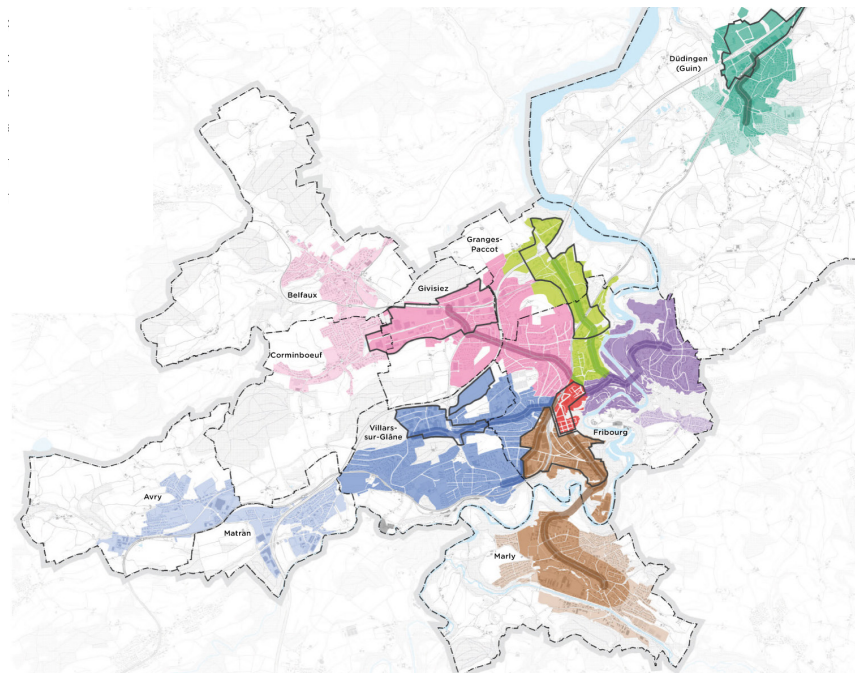 Düdingen
(Guin)
Granges-
Paccot
Givisiez
Belfaux
Corminboeuf
Villars-
sur-Glâne
Fribourg
Avry
Matran
Marly